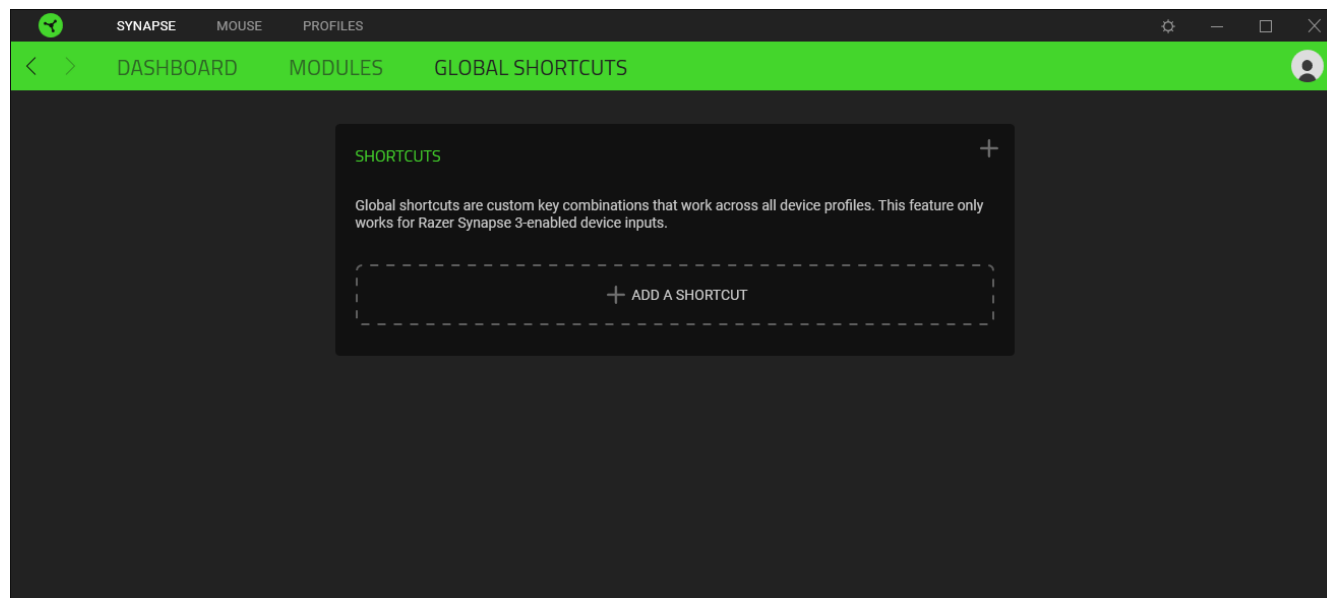 SYNAPSE MOUSE PROFILES
DASHBOARD MODULES GLOBAL SHORTCUTS
SHORTCUTS
Global shortcuts are custom key combinations that work across all device profiles. This feature only
works for Razer Synapse 3-enabled device inputs.
ADD A SHORTCUT